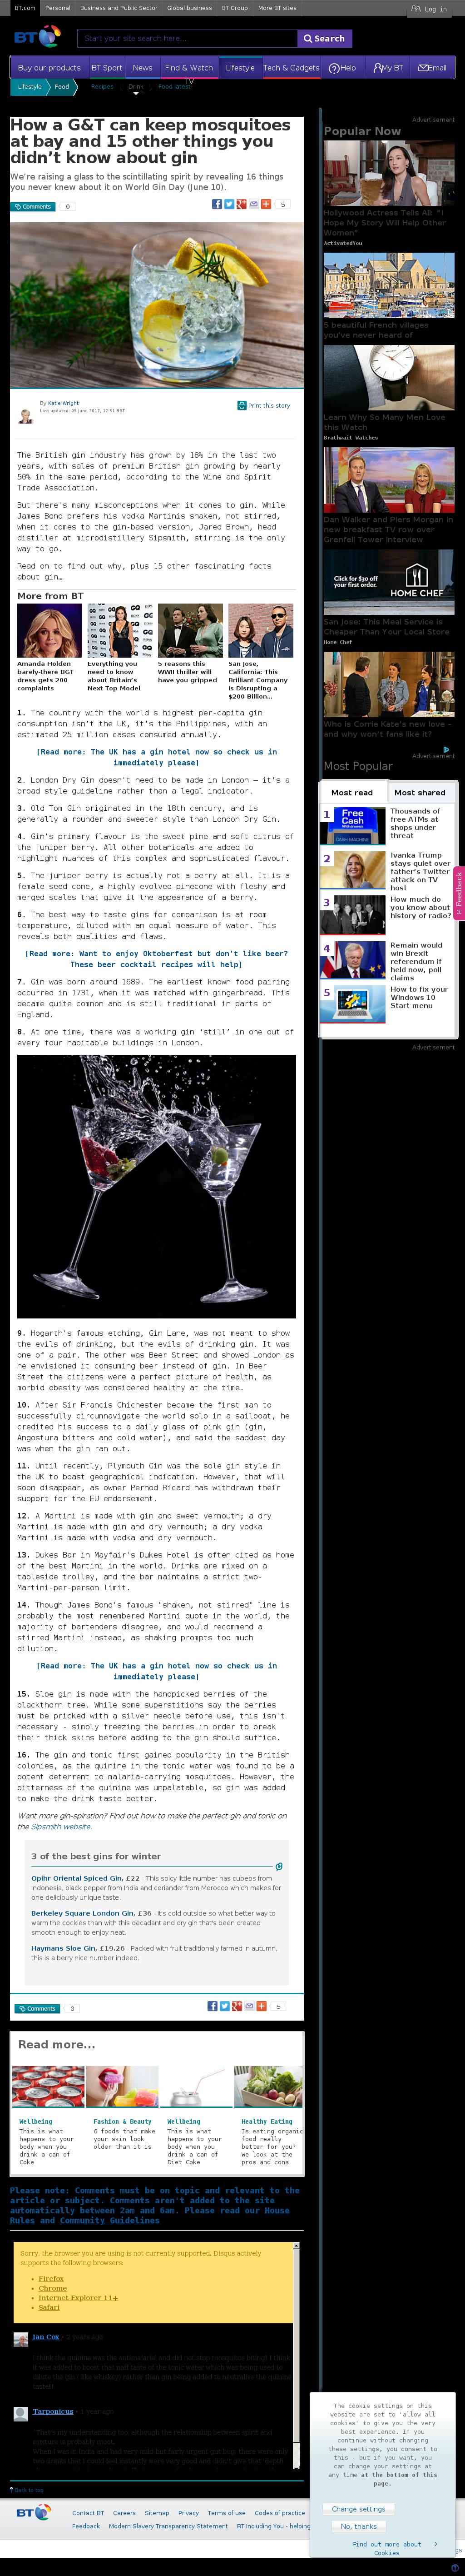 BT.com Personal Business and Public Sector Global business BT Group More BT sites Log in
BT
Start your site search here... Search
Buy our products BT Sport News Find & Watch TV Lifestyle Tech & Gadgets Help My BT Email
Lifestyle Food Recipes | Drink | Food latest
How a G&T can keep mosquitoes
at bay and 15 other things you
didn't know about gin
We're raising a glass to the scintillating spirit by revealing 16 things
you never knew about it on World Gin Day (June 10).
Comments 0
5
By Katie Wright
Last updated: 09 June 2017, 12:51 BST
Print this story
The British gin industry has grown by 18% in the last two
years, with sales of premium British gin growing by nearly
50% in the same period, according to the Wine and Spirit
Trade Association.
But there's as many misconceptions when it comes to gin. While
James Bond prefers his vodka Martinis shaken, not stirred,
when it comes to the gin-based version, Jared Brown, head
distiller at microdistillery Sipsmith, stirring is the only
way to go.
Read on to find out why, plus 15 other fascinating facts
about gin…
More from BT
Amanda Holden
barely-there BGT
dress gets 200
complaints
Everything you
need to know
about Britain's
Next Top Model
5 reasons this
WWII thriller will
have you gripped
San Jose,
California: This
Brilliant Company
Is Disrupting a
$200 Billion...
1. The country with the world's highest per-capita gin
consumption isn't the UK, it's the Philippines, with an
estimated 25 million cases consumed annually.
[Read more: The UK has a gin hotel now so check us in
immediately please]
2. London Dry Gin doesn't need to be made in London – it's a
broad style guideline rather than a legal indicator.
3. Old Tom Gin originated in the 18th century, and is
generally a rounder and sweeter style than London Dry Gin.
4. Gin's primary flavour is the sweet pine and soft citrus of
the juniper berry. All other botanicals are added to
highlight nuances of this complex and sophisticated flavour.
5. The juniper berry is actually not a berry at all. It is a
female seed cone, a highly evolved pinecone with fleshy and
merged scales that give it a berry-like appearance.
6. The best way to taste gins is at room temperature, of
course, diluted with an equal measure of water. This
reveals both qualities and flaws.
[Read more: Want to enjoy Oktoberfest but don't like beer?
These beer cocktail recipes will help]
7. Gin was born around 1689. The earliest known food pairing
occurred in 1731, when it was matched with gingerbread. This
became quite common and is still traditional in parts of
England.
8. At one time, there was a working gin 'still' in one out of
every four habitable buildings in London.
9. Hogarth's famous etching, Gin Lane, was not meant to show
the evils of drinking, but the evils of drinking gin. It was
one of a pair. The other was Beer Street and showed London as
he envisioned it consuming beer instead of gin. In Beer
Street the citizens were a perfect picture of health, as
morbid obesity was considered healthy at the time.
10. After Sir Francis Chichester became the first man to
successfully circumnavigate the world in a sailboat, he
credited his success to a daily glass of pink gin (gin,
Angostura bitters and cold water), and said the saddest day
was when the gin ran out.
11. Until recently, Plymouth Gin was the sole gin style in
the UK to boast geographical indication. However, that will
soon disappear, as owner Pernod Ricard has withdrawn their
support for the EU endorsement.
12. A Martini is made with gin and sweet vermouth; a dry
Martini is made with gin and dry vermouth; a dry vodka
Martini is made with vodka and dry vermouth.
13. Dukes Bar in Mayfair's Dukes Hotel is often cited as home
of the best Martini in the world. Drinks are mixed on a
tableside trolley, and the bar maintains a strict two-
Martini-per-person limit.
14. Though James Bond's famous "shaken, not stirred" line is
probably the most remembered Martini quote in the world, the
majority of bartenders disagree, and would recommend a
stirred Martini instead, as shaking prompts too much
dilution.
[Read more: The UK has a gin hotel now so check us in
immediately please]
15. Sloe gin is made with the handpicked berries of the
blackthorn tree. While some superstitions say the berries
must be pricked with a silver needle before use, this isn't
necessary - simply freezing the berries in order to break
their thick skins before adding to the gin should suffice.
16. The gin and tonic first gained popularity in the British
colonies, as the quinine in the tonic water was found to be a
potent deterrent to malaria-carrying mosquitoes. However, the
bitterness of the quinine was unpalatable, so gin was added
to make the drink taste better.
Want more gin-spiration? Find out how to make the perfect gin and tonic on
the Sipsmith website.
3 of the best gins for winter
Opihr Oriental Spiced Gin, £22 - This spicy little number has cubebs from
Indonesia, black pepper from India and coriander from Morocco which makes for
one deliciously unique taste.
Berkeley Square London Gin, £36 - It's cold outside so what better way to
warm the cockles than with this decadent and dry gin that's been created
smooth enough to enjoy neat.
Haymans Sloe Gin, £19.26 - Packed with fruit traditionally farmed in autumn,
this is a berry nice number indeed.
Comments 0
5
Read more...
Wellbeing
This is what
happens to your
body when you
drink a can of
Coke
Fashion & Beauty
6 foods that make
your skin look
older than it is
Wellbeing
This is what
happens to your
body when you
drink a can of
Diet Coke
Healthy Eating
Is eating organic
food really
better for you?
We look at the
pros and cons
Please note: Comments must be on topic and relevant to the
article or subject. Comments aren't added to the site
automatically between 2am and 6am. Please read our House
Rules and Community Guidelines
Sorry, the browser you are using is not currently supported. Disqus actively
supports the following browsers:
Firefox
Chrome
Internet Explorer 11+
Safari
Ian Cox
Tarponicus • 1 year ago
Back to top
BT
Contact BT Careers Sitemap Privacy Terms of use Codes of practice
Feedback Modern Slavery Transparency Statement BT Including You - helping
Advertisement
Popular Now
Hollywood Actress Tells All: "I
Hope My Story Will Help Other
Women"
ActivatedYou
5 beautiful French villages
you've never heard of
Learn Why So Many Men Love
this Watch
Brathwait Watches
Dan Walker and Piers Morgan in
new breakfast TV row over
Grenfell Tower interview
Click for $30 off
your first order.
HOME CHEF
San Jose: This Meal Service is
Cheaper Than Your Local Store
Home Chef
Who is Corrie Kate's new love –
and why won't fans like it?
Advertisement
Most Popular
Most read Most shared
1 Free Cash
CASH MACHINE
Thousands of
free ATMs at
shops under
threat
2
Ivanka Trump
stays quiet over
father's Twitter
attack on TV
host
3
How much do
you know about
history of radio?
4
Remain would
win Brexit
referendum if
held now, poll
claims
5
How to fix your
Windows 10
Start menu
Feedback
Advertisement
The cookie settings on this
website are set to 'allow all
cookies' to give you the very
best experience. If you
continue without changing
these settings, you consent to
this - but if you want, you
can change your settings at
any time at the bottom of this
page.
Change settings
No, thanks
Find out more about
Cookies
gs